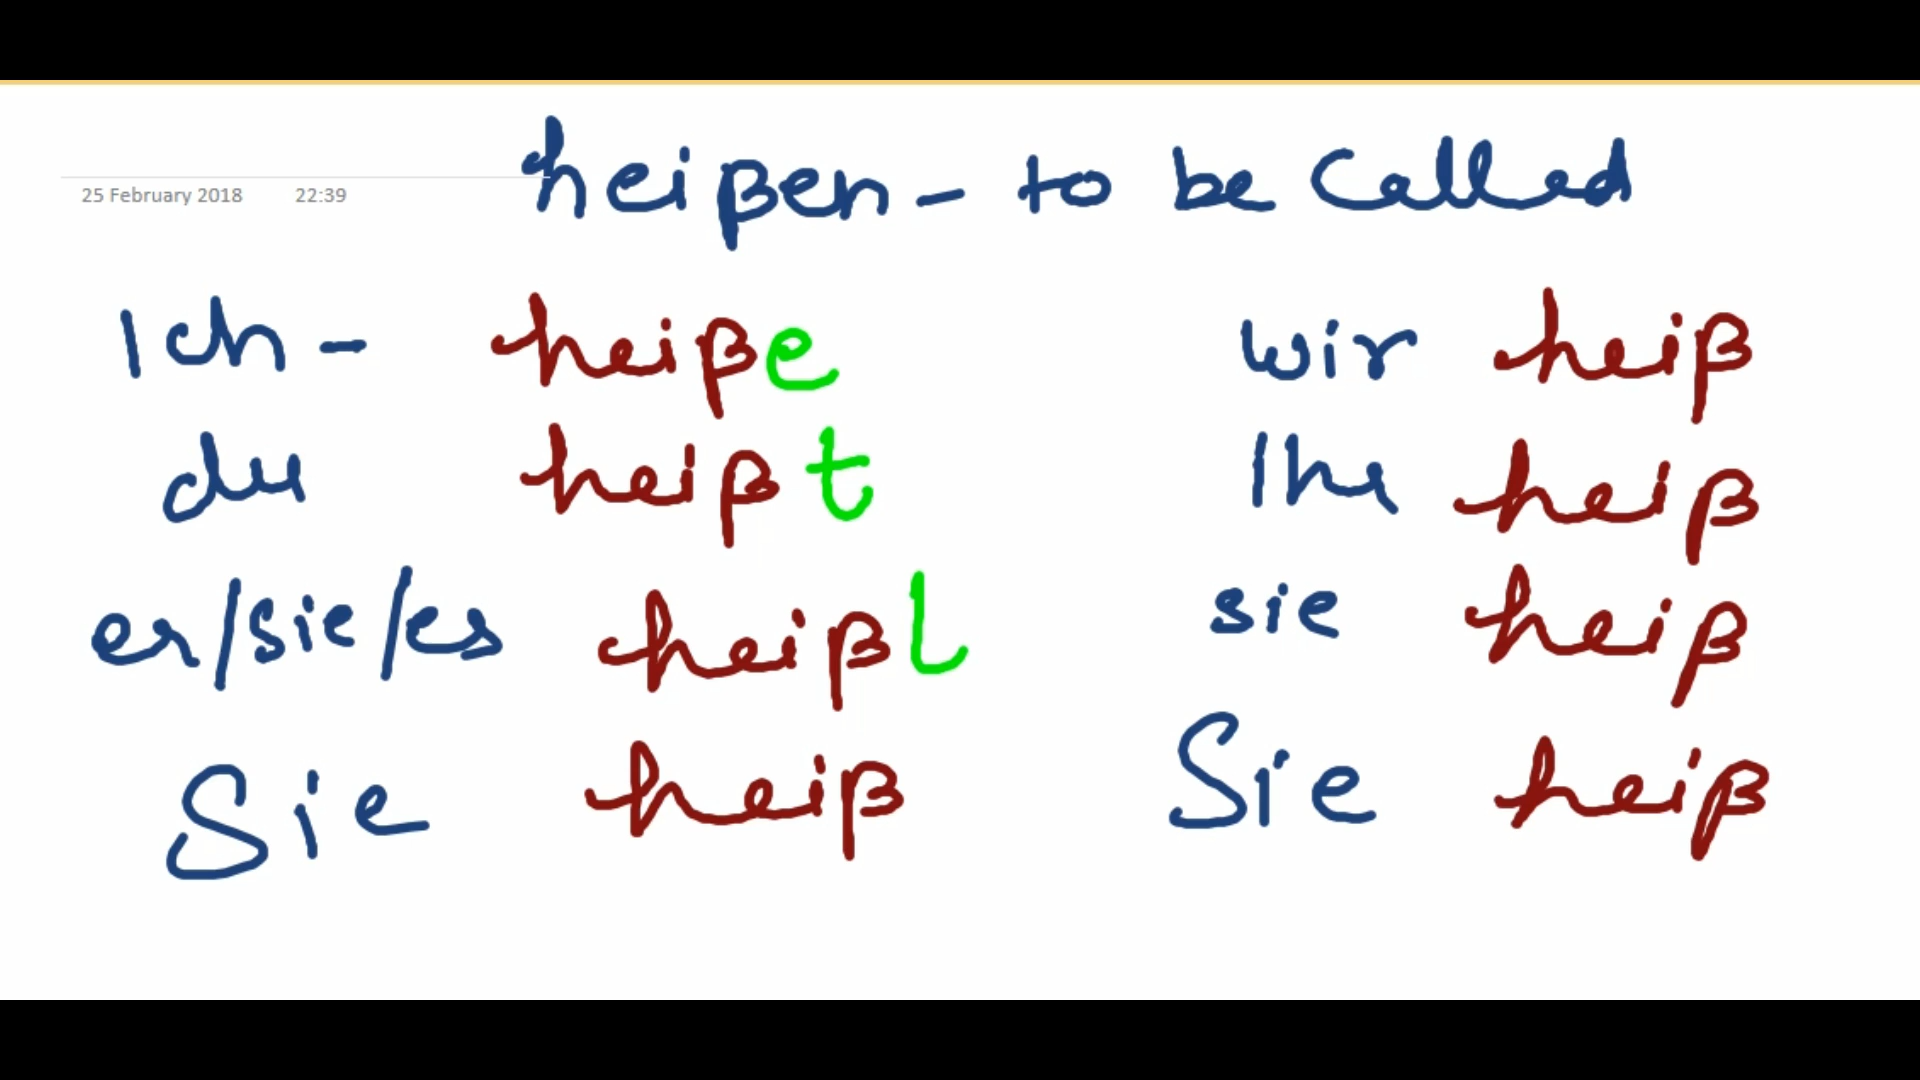 heißen - to be Called
25 February 2018 22:39
Ich - heiße wir heiß
du heißt Ihr heiß
er/sie/es heißt sie heiß
Sie heiß Sie heiß